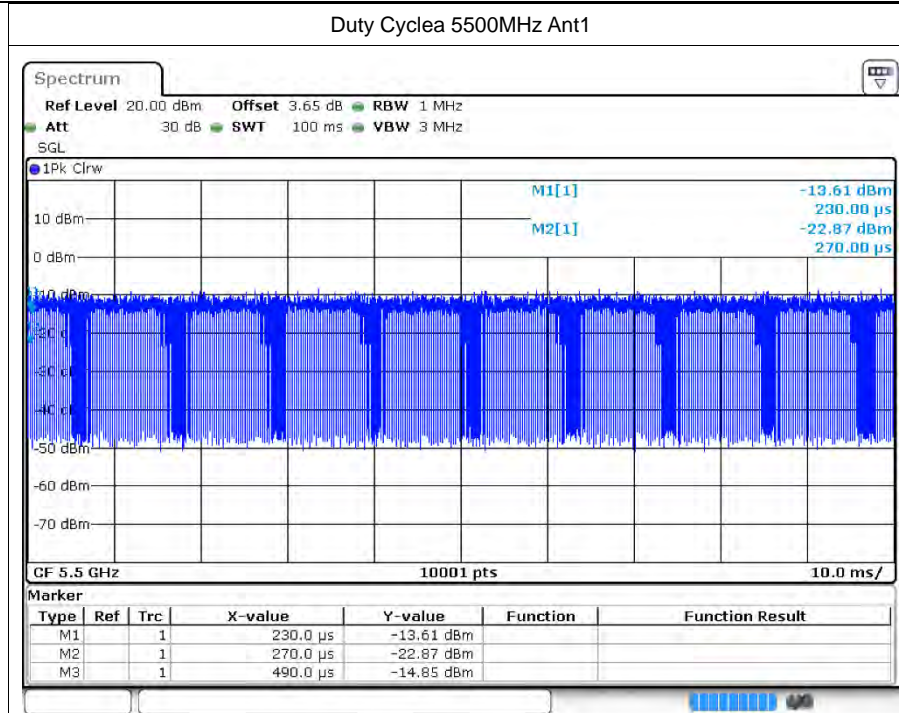 Duty Cyclea 5500MHz Ant1
Spectrum
Ref Level 20.00 dBm Offset 3.65 dB RBW 1 MHz
Att 30 dB SWT 100 ms VBW 3 MHz
SGL
1Pk Clrw
M1[1] -13.61 dBm
230.00 µs
10 dBm
M2[1] -22.87 dBm
270.00 µs
0 dBm
-50 dBm
-60 dBm
-70 dBm
CF 5.5 GHz 10001 pts 10.0 ms/
Marker
Type Ref Trc X-value Y-value Function Function Result
M1 1 230.0 µs -13.61 dBm
M2 1 270.0 µs -22.87 dBm
M3 1 490.0 µs -14.85 dBm